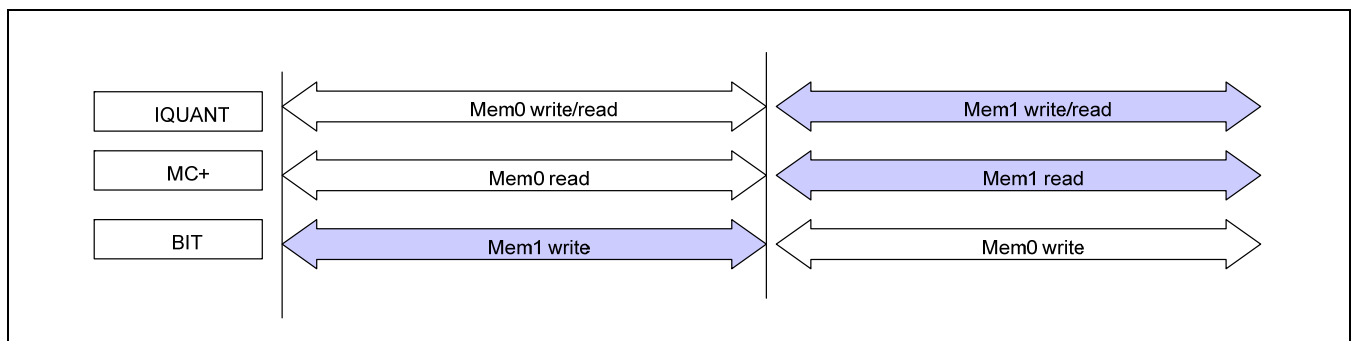 IQUANT Mem0 write/read Mem1 write/read
MC+ Mem0 read Mem1 read
BIT Mem1 write Mem0 write